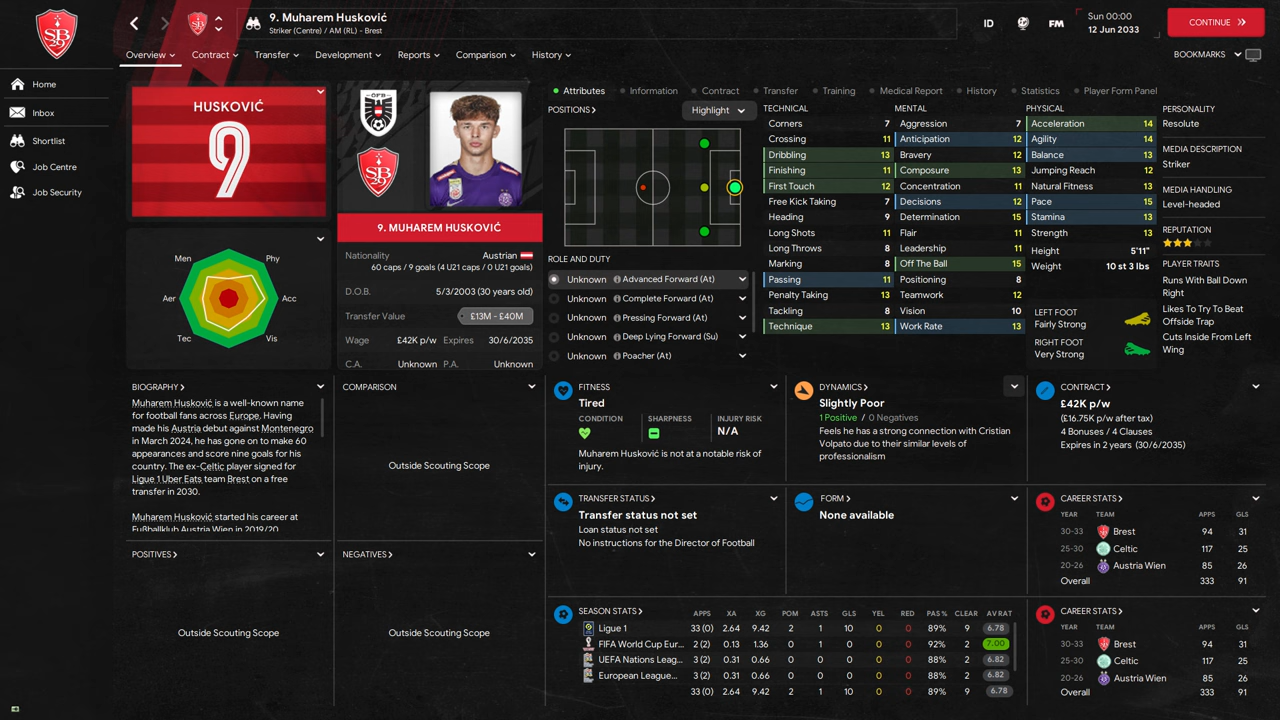 9. Muharem Husković
Striker (Centre) / AM (RL) - Brest
ID
FM
Sun 00:00
12 Jun 2033
CONTINUE
Overview
Contract
Transfer
Development
Reports
Comparison
History
BOOKMARKS
Home
Inbox
Shortlist
Job Centre
Job Security
HUSKOVIĆ
9
Men
Phy
Aer
Acc
Tec
Vis
ÖFB
SB
29
9. MUHAREM HUSKOVIĆ
Nationality Austrian
60 caps / 9 goals (4 U21 caps / 0 U21 goals)
D.O.B. 5/3/2003 (30 years old)
Transfer Value £13M - £40M
Wage £42K p/w Expires 30/6/2035
C.A. Unknown P.A. Unknown
Attributes
Information
Contract
Transfer
Training
Medical Report
History
Statistics
Player Form Panel
POSITIONS
Highlight
ROLE AND DUTY
Unknown Advanced Forward (At)
Unknown Complete Forward (At)
Unknown Pressing Forward (At)
Unknown Deep Lying Forward (Su)
Unknown Poacher (At)
TECHNICAL
Corners 7
Crossing 11
Dribbling 13
Finishing 11
First Touch 12
Free Kick Taking 7
Heading 9
Long Shots 11
Long Throws 8
Marking 8
Passing 11
Penalty Taking 13
Tackling 8
Technique 13
MENTAL
Aggression 7
Anticipation 12
Bravery 12
Composure 13
Concentration 11
Decisions 12
Determination 15
Flair 11
Leadership 11
Off The Ball 15
Positioning 8
Teamwork 12
Vision 10
Work Rate 13
PHYSICAL
Acceleration 14
Agility 14
Balance 13
Jumping Reach 12
Natural Fitness 13
Pace 15
Stamina 13
Strength 13
Height 5'11"
Weight 10 st 3 lbs
LEFT FOOT
Fairly Strong
RIGHT FOOT
Very Strong
PERSONALITY
Resolute
MEDIA DESCRIPTION
Striker
MEDIA HANDLING
Level-headed
REPUTATION
PLAYER TRAITS
Runs With Ball Down
Right
Likes To Try To Beat
Offside Trap
Cuts Inside From Left
Wing
BIOGRAPHY
Muharem Husković is a well-known name
for football fans across Europe. Having
made his Austria debut against Montenegro
in March 2024, he has gone on to make 60
appearances and score nine goals for his
country. The ex-Celtic player signed for
Ligue 1 Uber Eats team Brest on a free
transfer in 2030.
Muharem Husković started his career at
Fußballklub Austria Wien in 2019/20
COMPARISON
Outside Scouting Scope
POSITIVES
Outside Scouting Scope
NEGATIVES
Outside Scouting Scope
FITNESS
Tired
CONDITION
SHARPNESS
INJURY RISK
N/A
Muharem Husković is not at a notable risk of
injury.
DYNAMICS
Slightly Poor
1 Positive / 0 Negatives
Feels he has a strong connection with Cristian
Volpato due to their similar levels of
professionalism
CONTRACT
£42K p/w
(£16.75K p/w after tax)
4 Bonuses / 4 Clauses
Expires in 2 years (30/6/2035)
TRANSFER STATUS
Transfer status not set
Loan status not set
No instructions for the Director of Football
FORM
None available
CAREER STATS
YEAR TEAM APPS GLS
30-33 Brest 94 31
25-30 Celtic 117 25
20-26 Austria Wien 85 26
Overall 333 91
SEASON STATS APPS XA XG POM ASTS GLS YEL RED PAS % CLEAR AV RAT
Ligue 1 33 (0) 2.64 9.42 2 1 10 0 0 89% 9 6.78
FIFA World Cup Eur... 2 (2) 0.13 1.36 0 1 0 0 0 92% 2 7.00
UEFA Nations Leag... 3 (2) 0.31 0.66 0 0 0 0 0 88% 2 6.82
European League... 3 (2) 0.31 0.66 0 0 0 0 0 88% 2 6.82
33 (0) 2.64 9.42 2 1 10 0 0 89% 9 6.78
CAREER STATS
YEAR TEAM APPS GLS
30-33 Brest 94 31
25-30 Celtic 117 25
20-26 Austria Wien 85 26
Overall 333 91